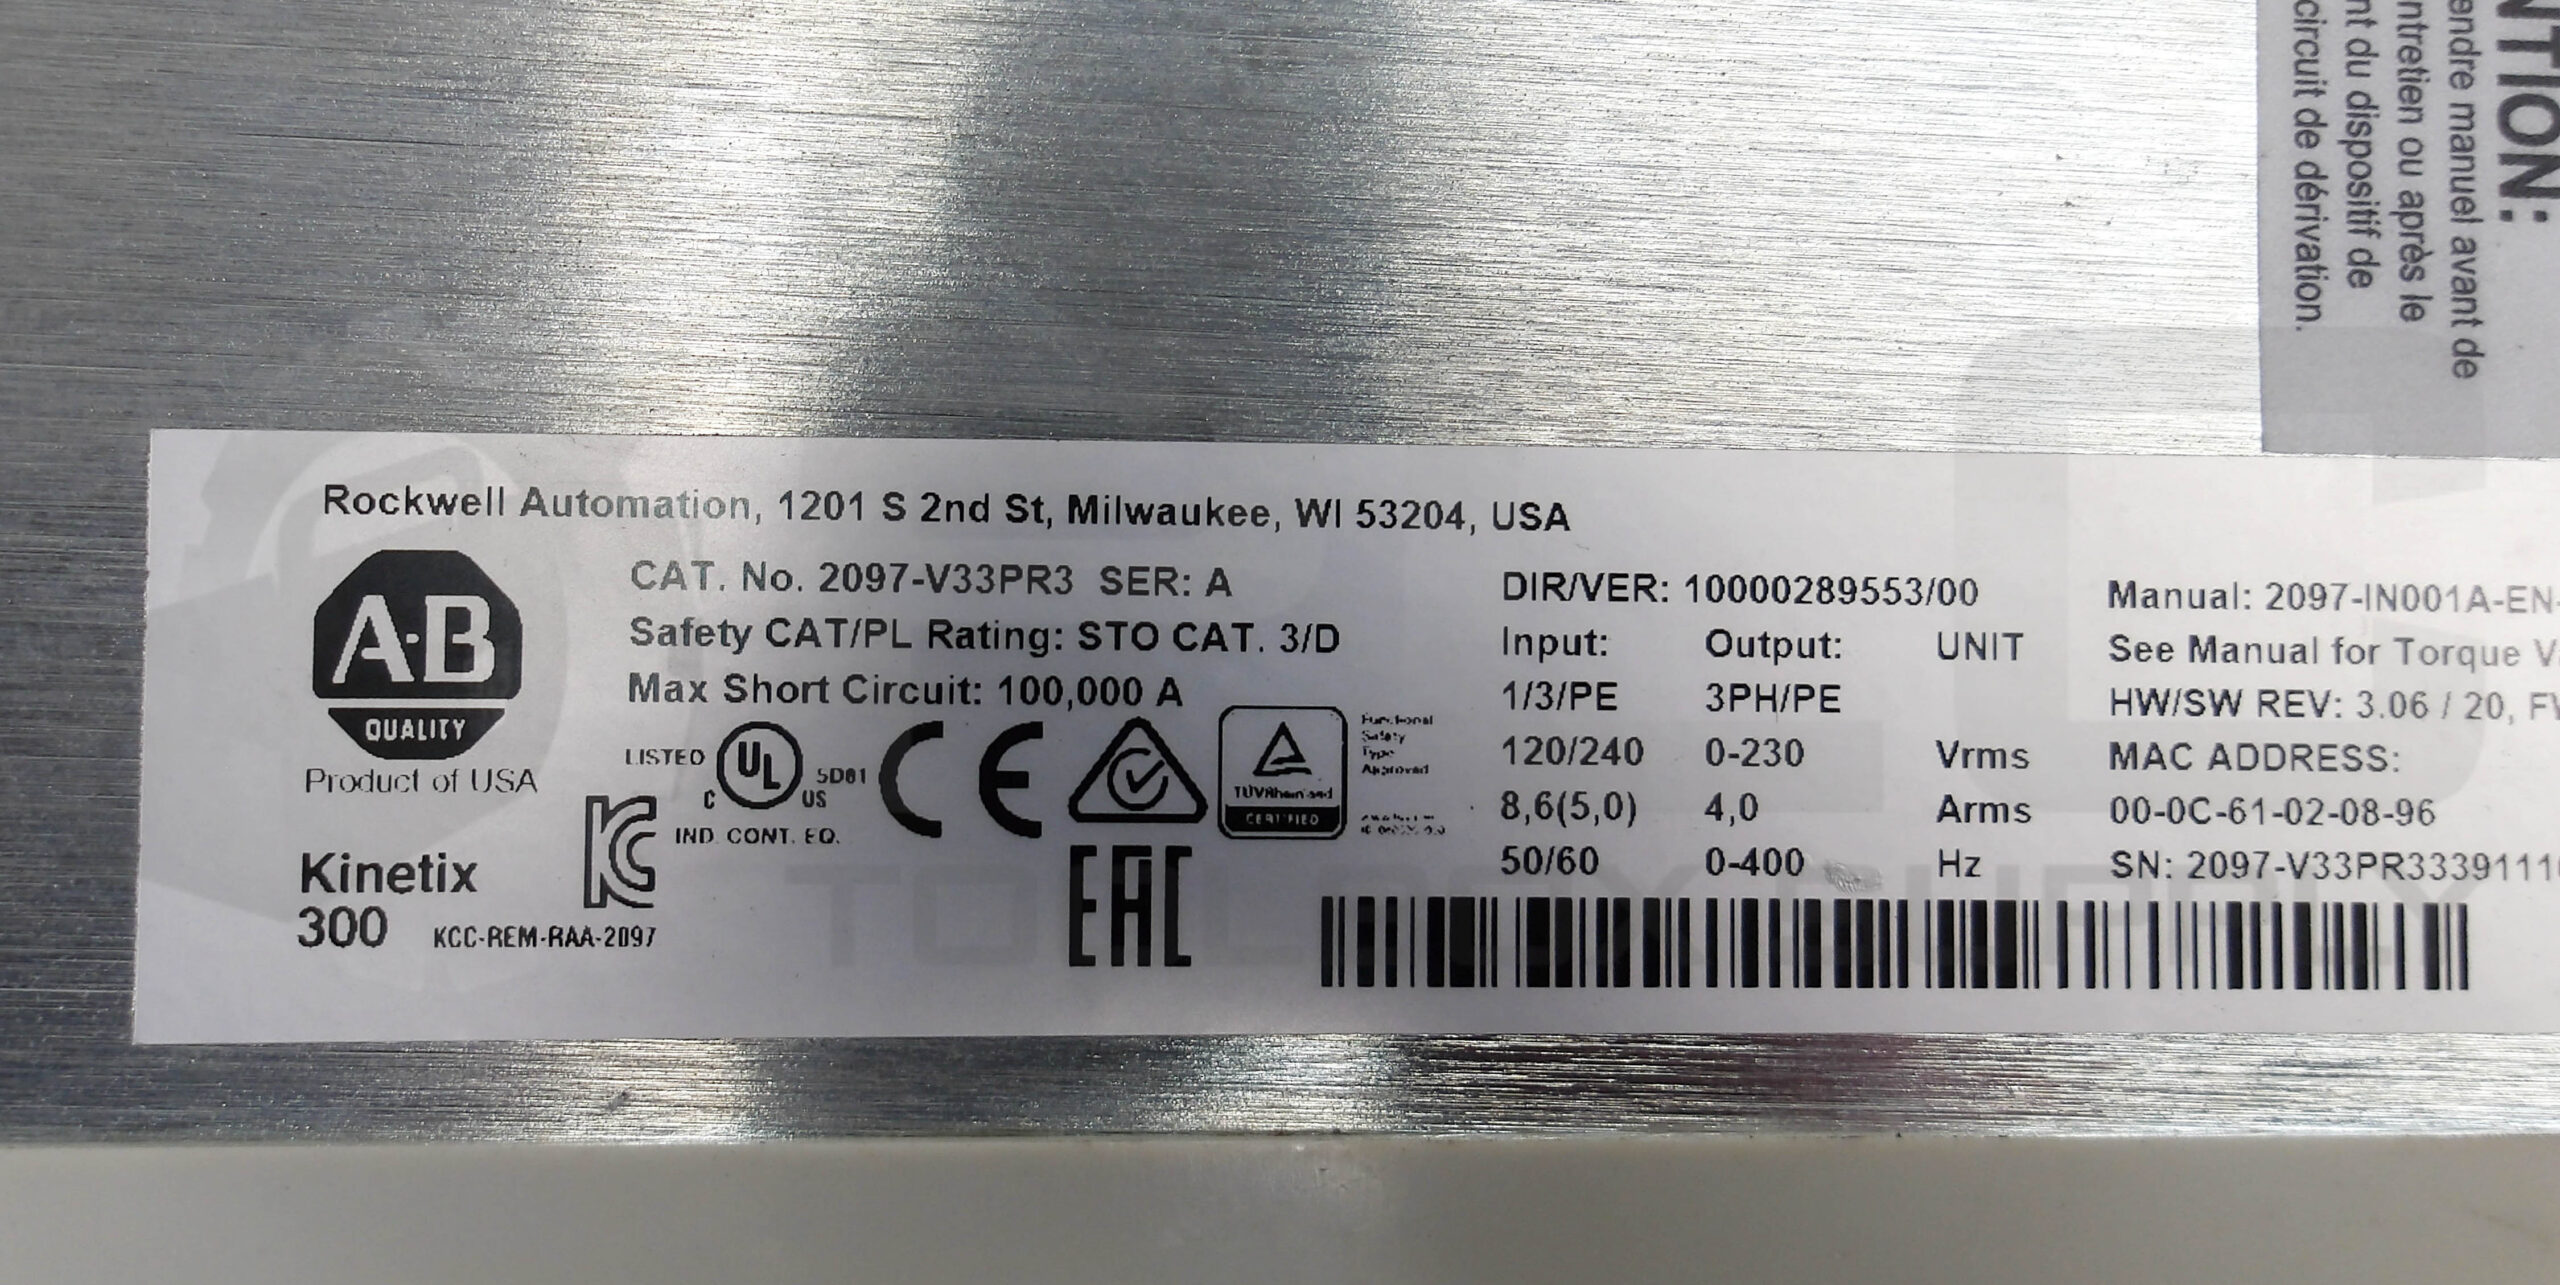 NTION:
endre manuel avant de
ntretien ou après le
nt du dispositif de
circuit de dérivation.
Rockwell Automation, 1201 S 2nd St, Milwaukee, WI 53204, USA
A·B
QUALITY
Product of USA
Kinetix
300
CAT. No. 2097-V33PR3 SER: A
Safety CAT/PL Rating: STO CAT. 3/D
Max Short Circuit: 100,000 A
LISTED C UL US 5D81
IND. CONT. EQ.
CE
TÜVRheinland
CERTIFIED
Functional
Safety
Type
Approved
KC
KCC-REM-RAA-2097
EAC
DIR/VER: 10000289553/00
Input: Output: UNIT
1/3/PE 3PH/PE
120/240 0-230 Vrms
8,6(5,0) 4,0 Arms
50/60 0-400 Hz
Manual: 2097-IN001A-EN-
See Manual for Torque
HW/SW REV: 3.06 / 20,
MAC ADDRESS:
00-0C-61-02-08-96
SN: 2097-V33PR3339111
TOOLBOX SUPPLY